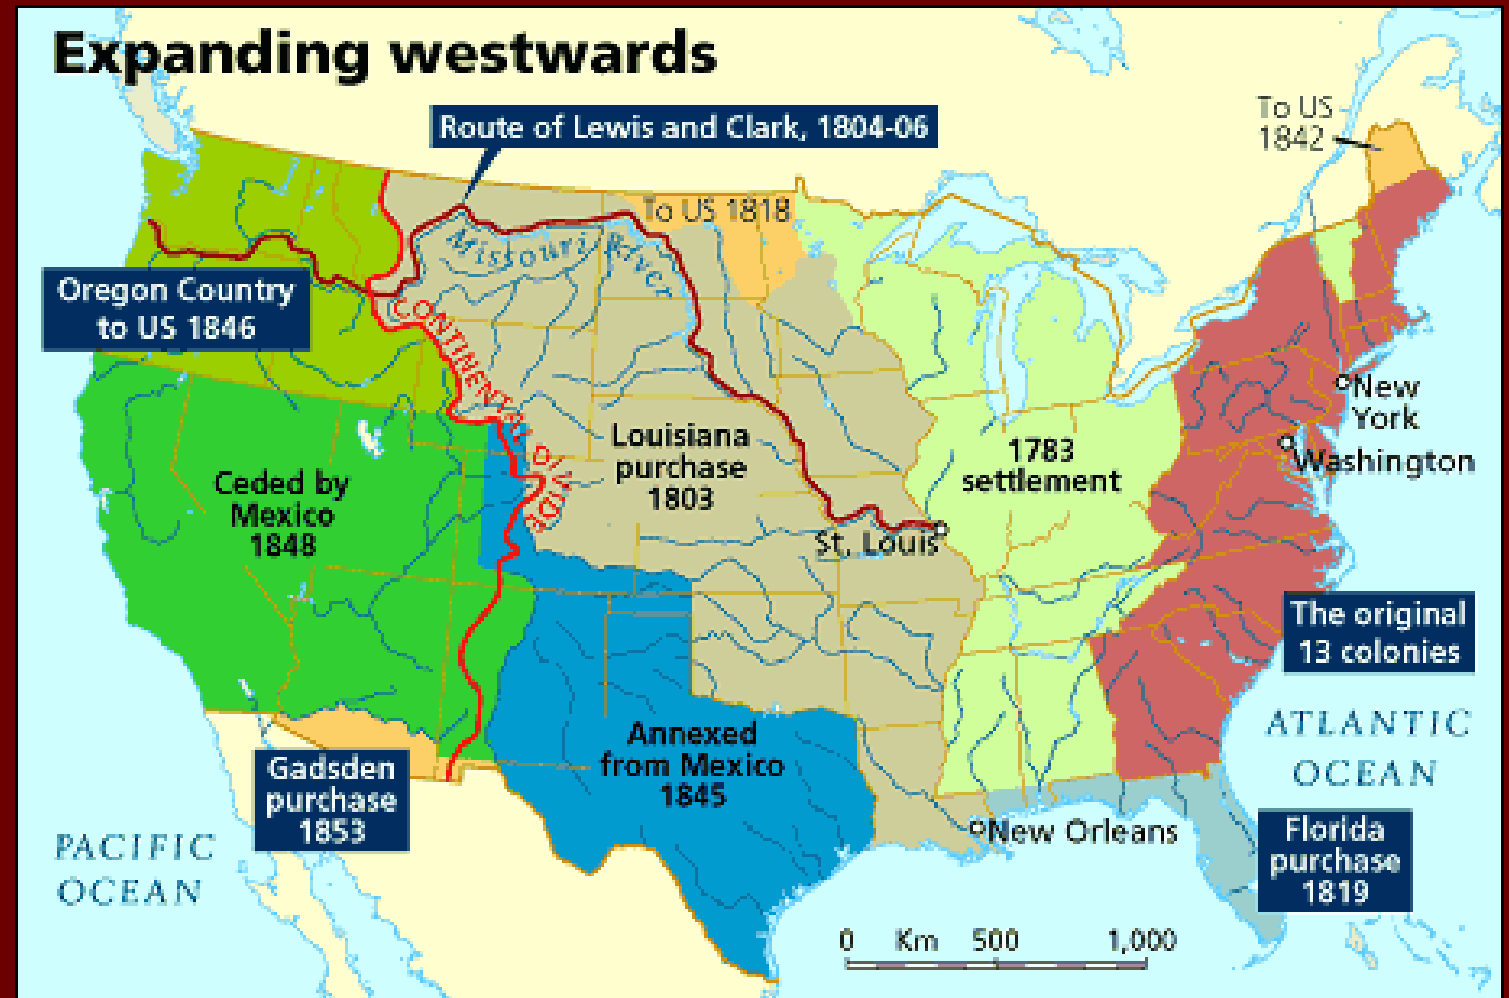 Expanding westwards
Route of Lewis and Clark, 1804-06
To US
1842
To US 1818
Missouri River
Oregon Country
to US 1846
CONTINENTAL DIVIDE
New
York
Washington
Louisiana
purchase
1803
1783
settlement
Ceded by
Mexico
1848
St. Louis
The original
13 colonies
Annexed
from Mexico
1845
ATLANTIC
OCEAN
Gadsden
purchase
1853
New Orleans
Florida
purchase
1819
PACIFIC
OCEAN
0 Km 500 1,000